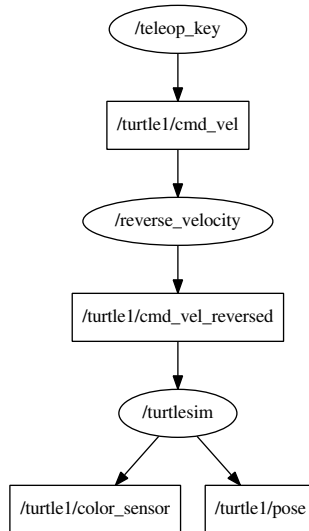 /teleop_key
/turtle1/cmd_vel
/reverse_velocity
/turtle1/cmd_vel_reversed
/turtlesim
/turtle1/color_sensor
/turtle1/pose